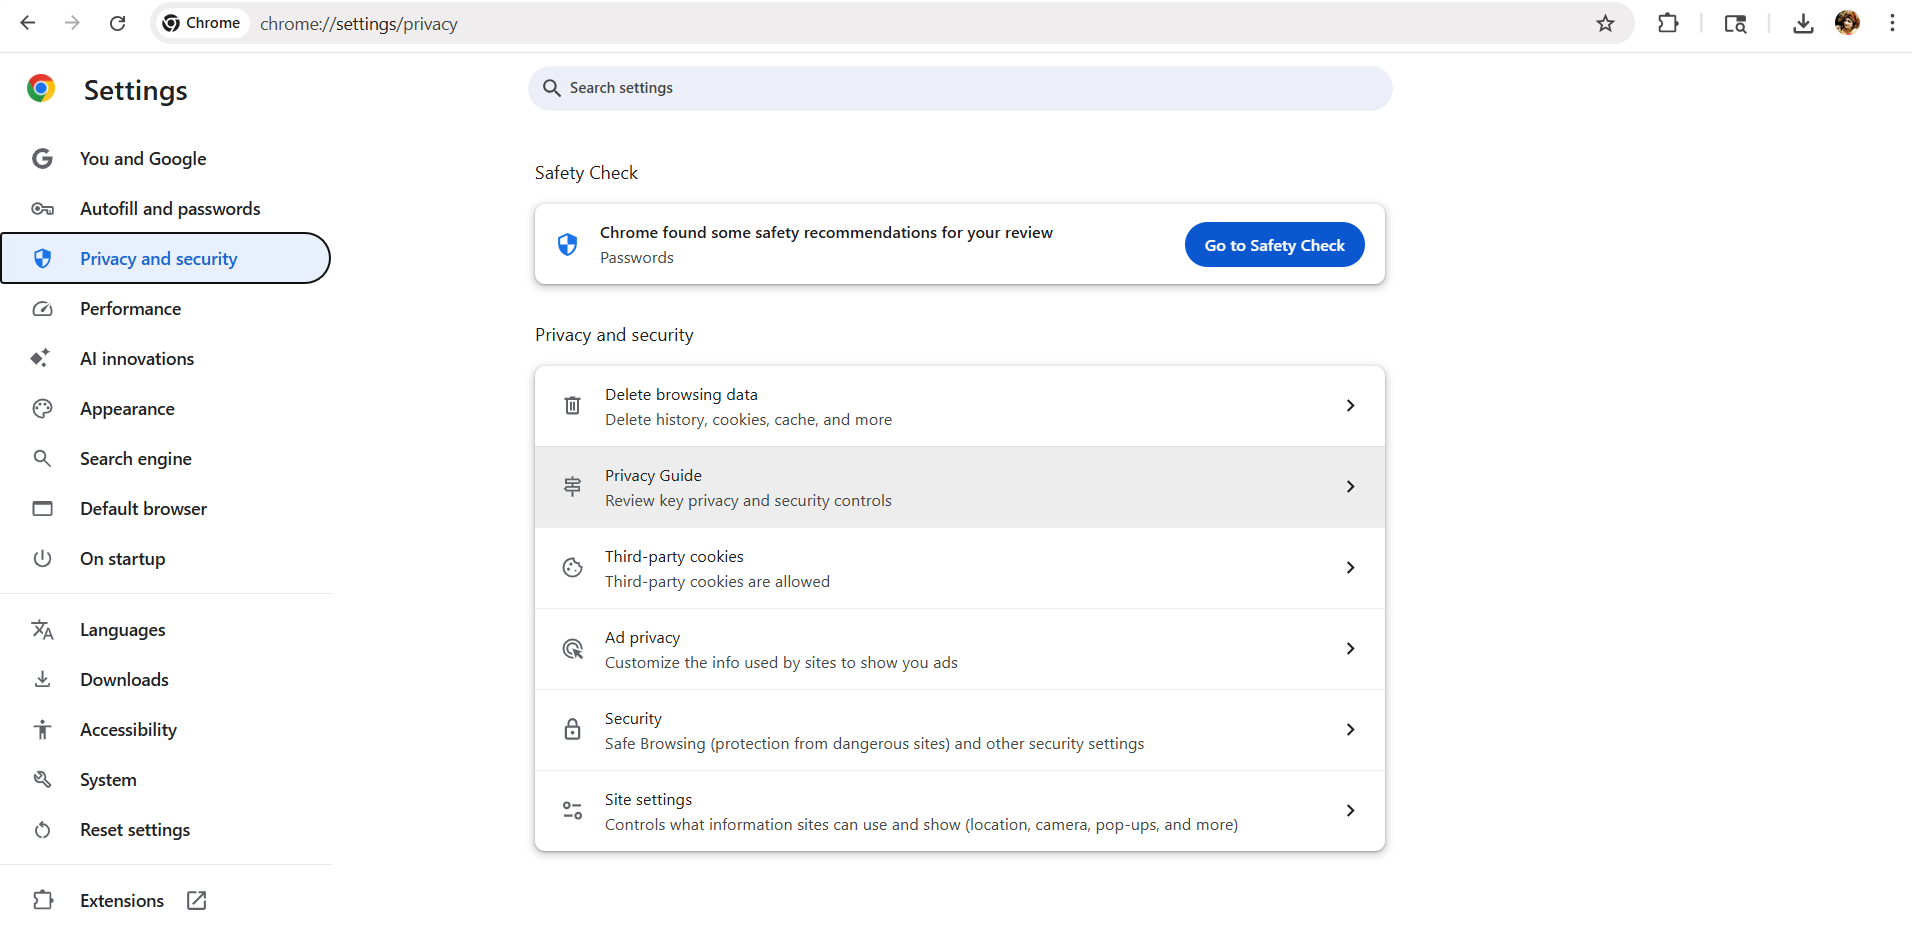 Chrome
chrome://settings/privacy
Settings
Search settings
You and Google
Autofill and passwords
Privacy and security
Performance
AI innovations
Appearance
Search engine
Default browser
On startup
Languages
Downloads
Accessibility
System
Reset settings
Extensions
Safety Check
Chrome found some safety recommendations for your review
Passwords
Go to Safety Check
Privacy and security
Delete browsing data
Delete history, cookies, cache, and more
Privacy Guide
Review key privacy and security controls
Third-party cookies
Third-party cookies are allowed
Ad privacy
Customize the info used by sites to show you ads
Security
Safe Browsing (protection from dangerous sites) and other security settings
Site settings
Controls what information sites can use and show (location, camera, pop-ups, and more)